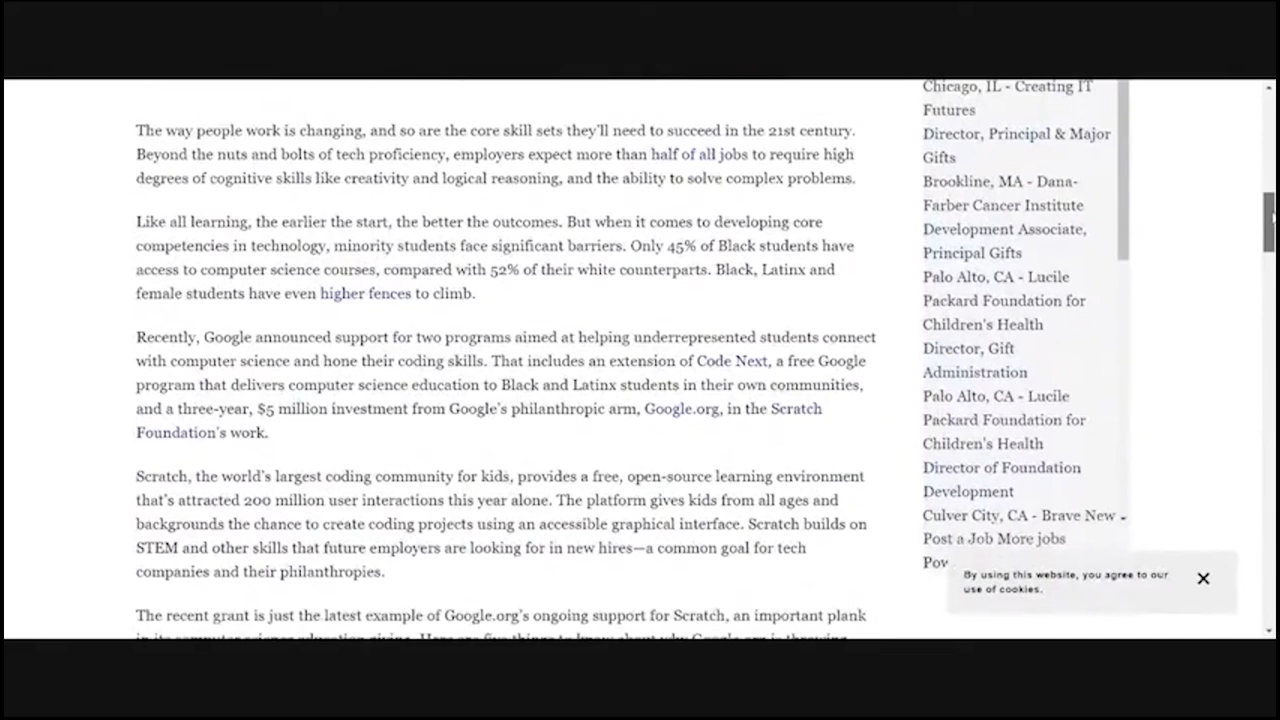 The way people work is changing, and so are the core skill sets they'll need to succeed in the 21st century.
Beyond the nuts and bolts of tech proficiency, employers expect more than half of all jobs to require high
degrees of cognitive skills like creativity and logical reasoning, and the ability to solve complex problems.
Like all learning, the earlier the start, the better the outcomes. But when it comes to developing core
competencies in technology, minority students face significant barriers. Only 45% of Black students have
access to computer science courses, compared with 52% of their white counterparts. Black, Latinx and
female students have even higher fences to climb.
Recently, Google announced support for two programs aimed at helping underrepresented students connect
with computer science and hone their coding skills. That includes an extension of Code Next, a free Google
program that delivers computer science education to Black and Latinx students in their own communities,
and a three-year, $5 million investment from Google's philanthropic arm, Google.org, in the Scratch
Foundation's work.
Scratch, the world's largest coding community for kids, provides a free, open-source learning environment
that's attracted 200 million user interactions this year alone. The platform gives kids from all ages and
backgrounds the chance to create coding projects using an accessible graphical interface. Scratch builds on
STEM and other skills that future employers are looking for in new hires—a common goal for tech
companies and their philanthropies.
The recent grant is just the latest example of Google.org's ongoing support for Scratch, an important plank
Chicago, IL - Creating IT
Futures
Director, Principal & Major
Gifts
Brookline, MA - Dana-
Farber Cancer Institute
Development Associate,
Principal Gifts
Palo Alto, CA - Lucile
Packard Foundation for
Children's Health
Director, Gift
Administration
Palo Alto, CA - Lucile
Packard Foundation for
Children's Health
Director of Foundation
Development
Culver City, CA - Brave New
Post a Job More jobs
By using this website, you agree to our
use of cookies.